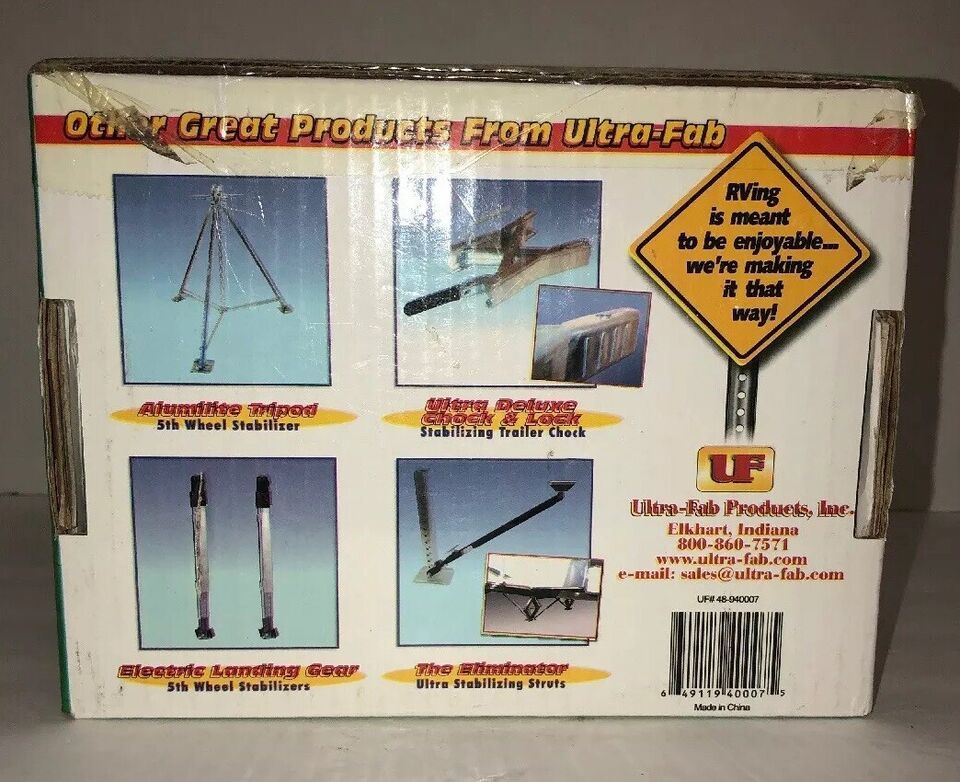 Other Great Products From Ultra-Fab
RVing
is meant
to be enjoyable....
we're making
it that
way!
Alumilite Tripod
5th Wheel Stabilizer
Ultra Deluxe
Chock & Lock
Stabilizing Trailer Chock
Electric Landing Gear
5th Wheel Stabilizers
The Eliminator
Ultra Stabilizing Struts
UF
Ultra-Fab Products, Inc.
Elkhart, Indiana
800-860-7571
www.ultra-fab.com
e-mail: sales@ultra-fab.com
UF# 48-940007
6 49119 40007 5
Made in China